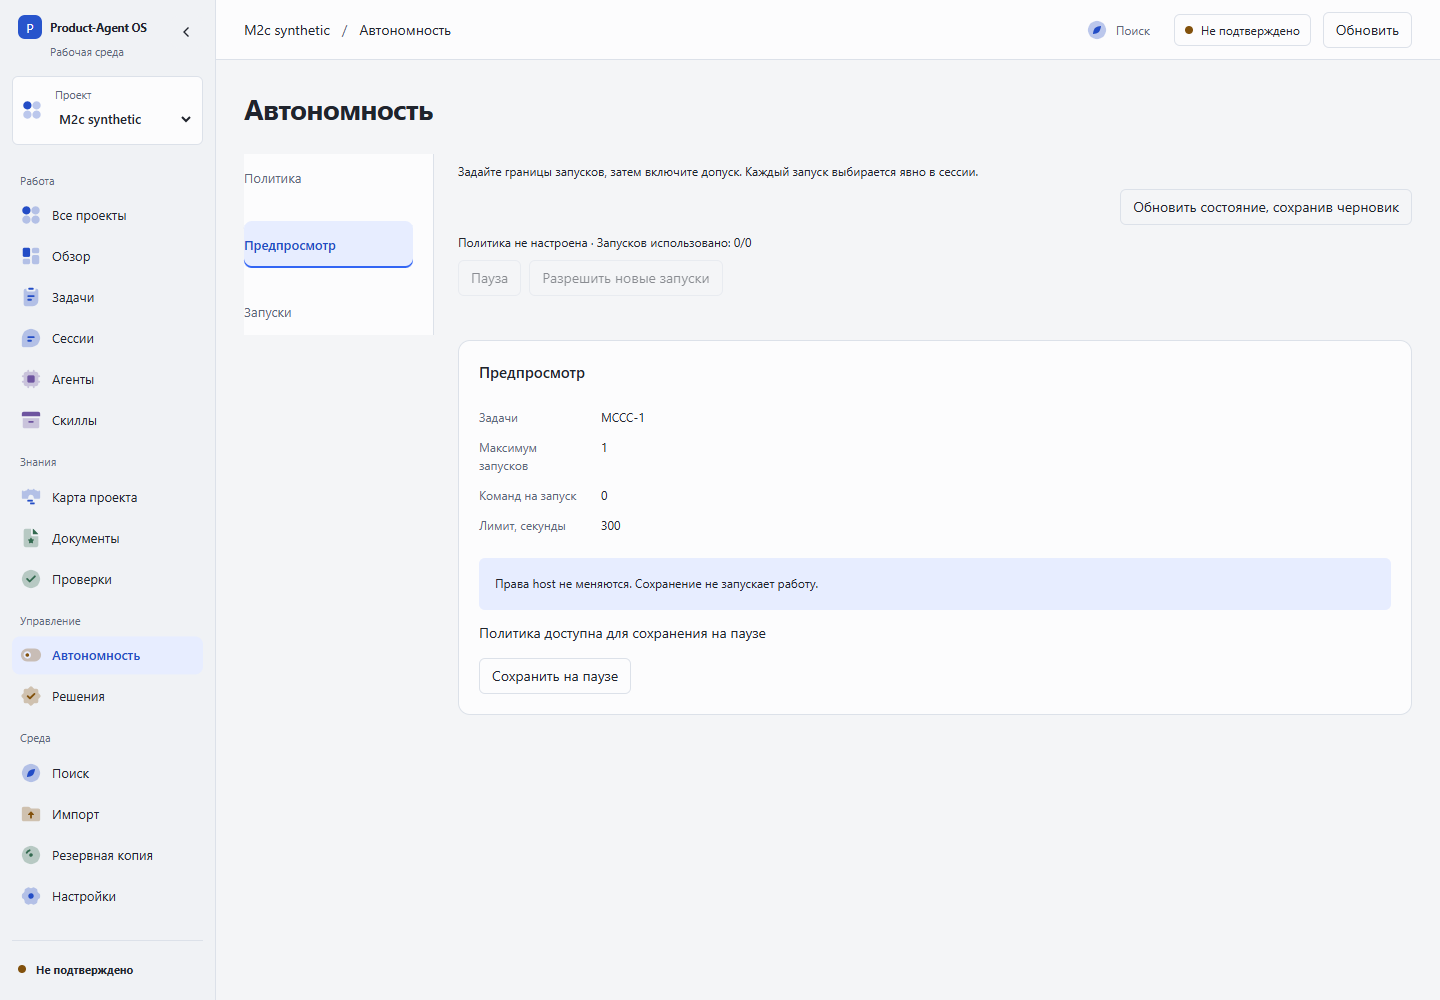 P
Product-Agent OS
Рабочая среда
Проект
M2c synthetic
Работа
Все проекты
Обзор
Задачи
Сессии
Агенты
Скиллы
Знания
Карта проекта
Документы
Проверки
Управление
Автономность
Решения
Среда
Поиск
Импорт
Резервная копия
Настройки
Не подтверждено
M2c synthetic / Автономность
Поиск
Не подтверждено
Обновить
Автономность
Политика
Предпросмотр
Запуски
Задайте границы запусков, затем включите допуск. Каждый запуск выбирается явно в сессии.
Обновить состояние, сохранив черновик
Политика не настроена · Запусков использовано: 0/0
Пауза
Разрешить новые запуски
Предпросмотр
Задачи MCCC-1
Максимум запусков 1
Команд на запуск 0
Лимит, секунды 300
Права host не меняются. Сохранение не запускает работу.
Политика доступна для сохранения на паузе
Сохранить на паузе